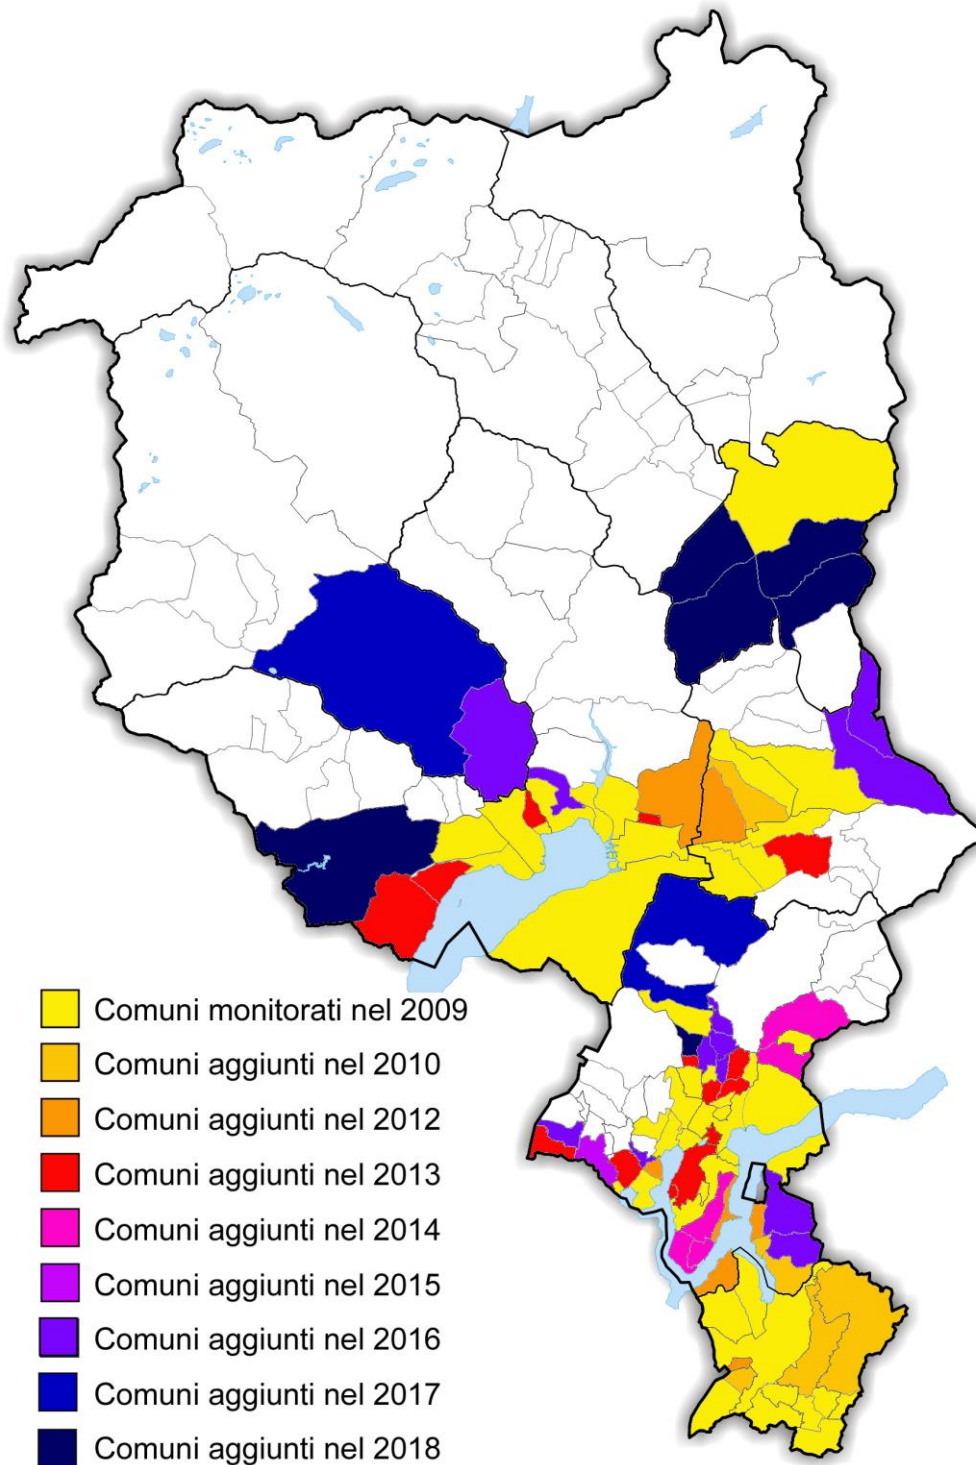 Comuni monitorati nel 2009
Comuni aggiunti nel 2010
Comuni aggiunti nel 2012
Comuni aggiunti nel 2013
Comuni aggiunti nel 2014
Comuni aggiunti nel 2015
Comuni aggiunti nel 2016
Comuni aggiunti nel 2017
Comuni aggiunti nel 2018